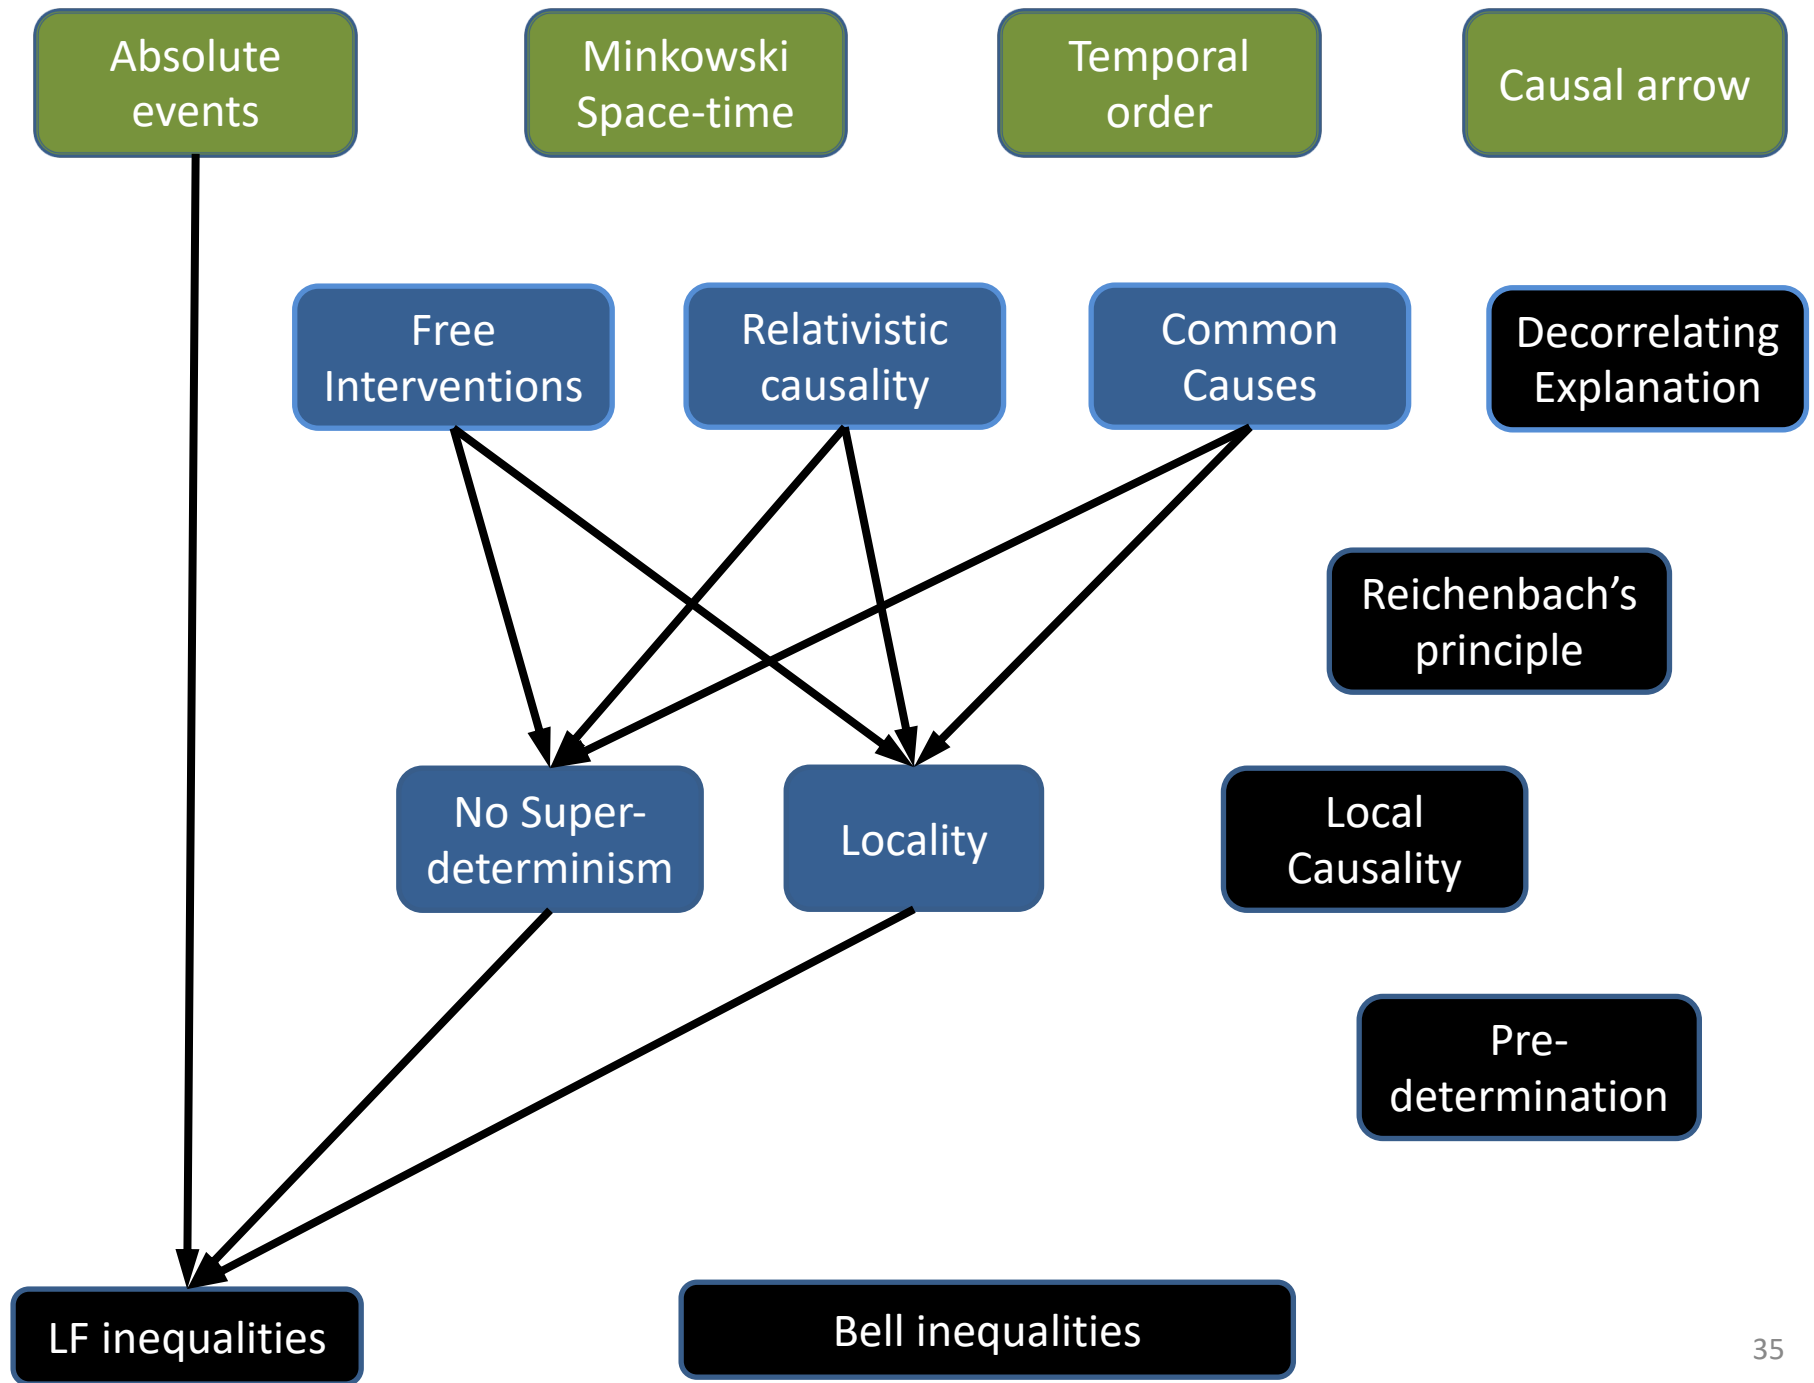 Absolute
events
Minkowski
Space-time
Temporal
order
Causal arrow
Free
Interventions
Relativistic
causality
Common
Causes
Decorrelating
Explanation
Reichenbach’s
principle
No Super-
determinism
Locality
Local
Causality
Pre-
determination
LF inequalities
Bell inequalities
35